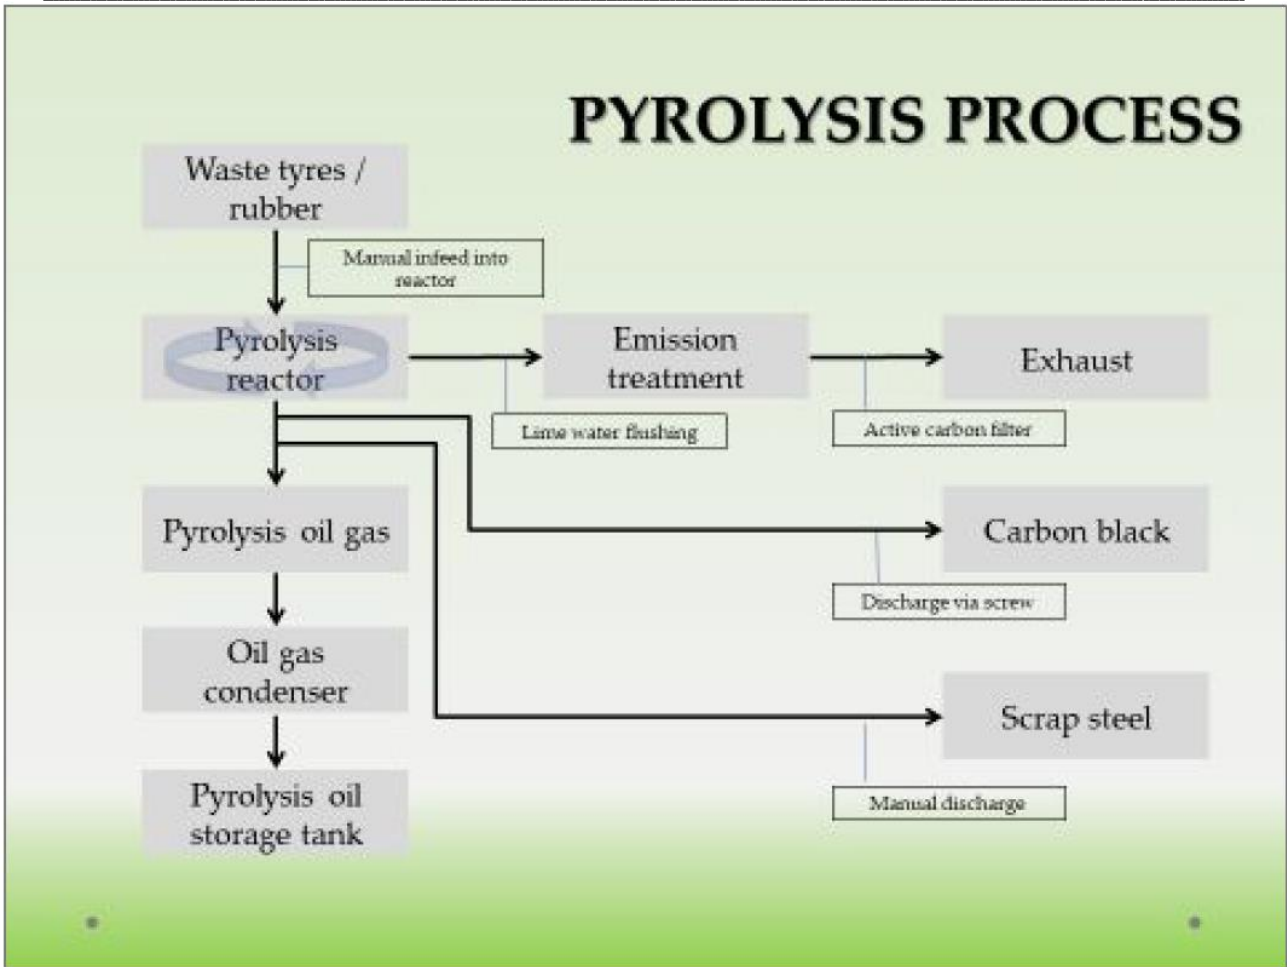 PYROLYSIS PROCESS
Waste tyres /
rubber
Manual infeed into
reactor
Pyrolysis
reactor
Emission
treatment
Exhaust
Lime water flushing
Active carbon filter
Pyrolysis oil gas
Carbon black
Discharge via screw
Oil gas
condenser
Scrap steel
Pyrolysis oil
storage tank
Manual discharge